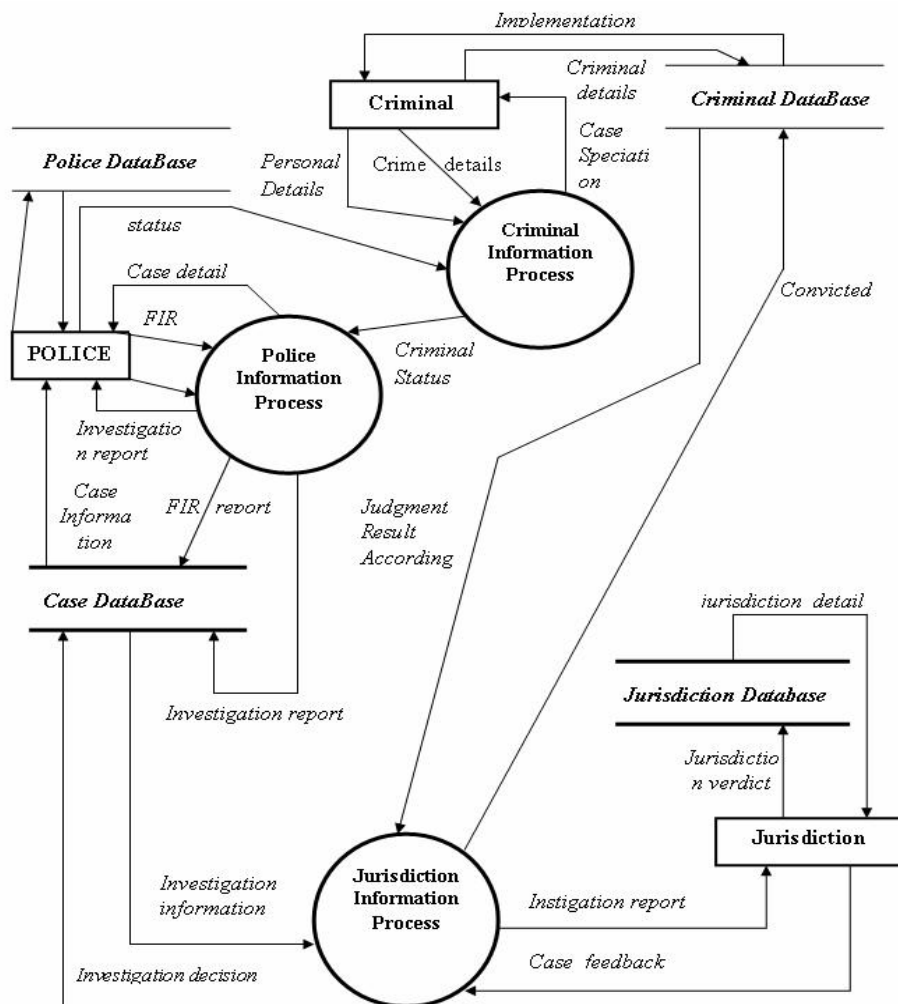 Implementation
Criminal
Criminal
details
Criminal DataBase
Police DataBase
Personal
Details
Crime details
Case
Speciati
on
status
Criminal
Information
Process
Case detail
Convicted
FIR
POLICE
Police
Information
Process
Criminal
Status
Investigatio
n report
Case
Informa
tion
FIR report
Judgment
Result
According
Case DataBase
jurisdiction detail
Jurisdiction Database
Investigation report
Jurisdictio
n verdict
Jurisdiction
Jurisdiction
Information
Process
Investigation
information
Instigation report
Case feedback
Investigation decision